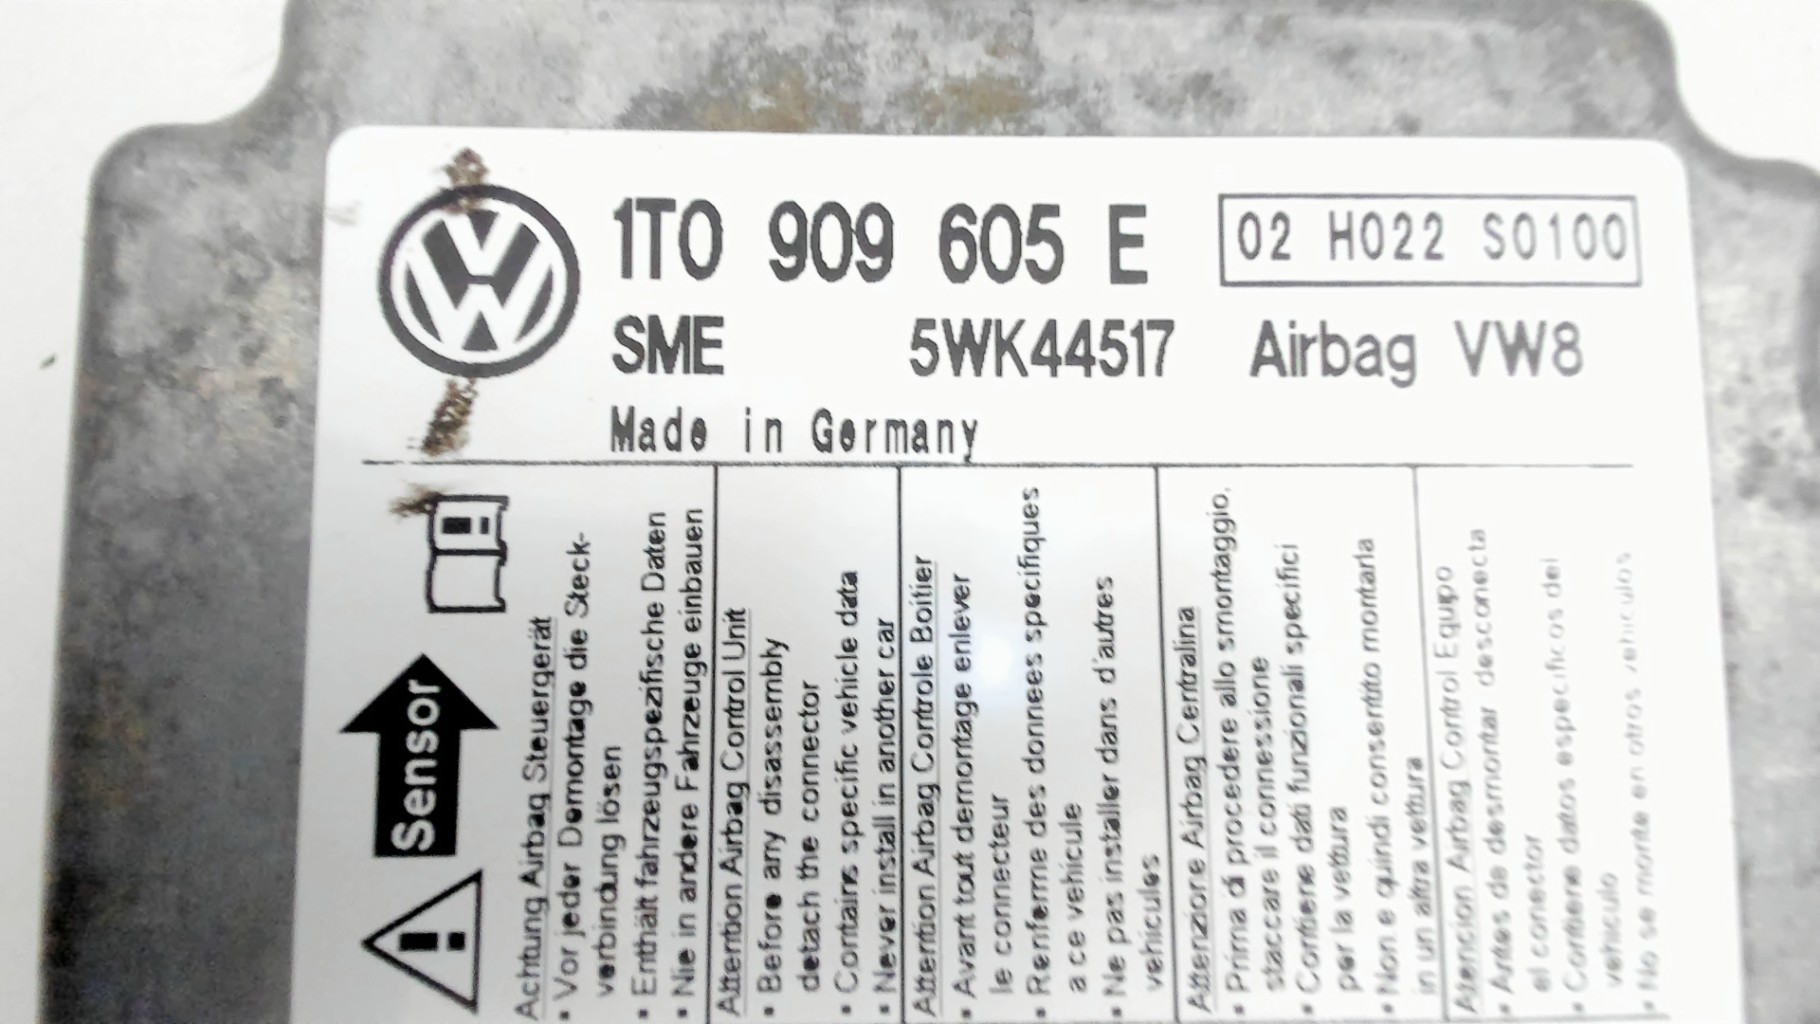 1T0 909 605 E
02 H022 S0100
SME 5WK44517 Airbag VW8
Made in Germany
Sensor
Achtung Airbag Steuergerät
• Vor jeder Demontage die Steck-
verbindung lösen
• Enthält fahrzeugspezifische Daten
• Nie in andere Fahrzeuge einbauen
Attention Airbag Control Unit
• Before any disassembly
detach the connector
• Contains specific vehicle data
• Never install in another car
Attention Airbag Controle Boitier
• Avant tout demontage enlever
le connecteur
• Renferme des donnees specifiques
a ce vehicule
• Ne pas installer dans d'autres
vehicules
Attenzione Airbag Centralina
• Prima di procedere allo smontaggio,
staccare il connessione
• Contiene dati funzionali specifici
per la vettura
• Non e quindi consentito montarla
in un altra vettura
Atencion Airbag Control Equipo
• Antes de desmontar desconecta
el conector
• Contiene datos especificos del
vehiculo
• No se monte en otros vehiculos